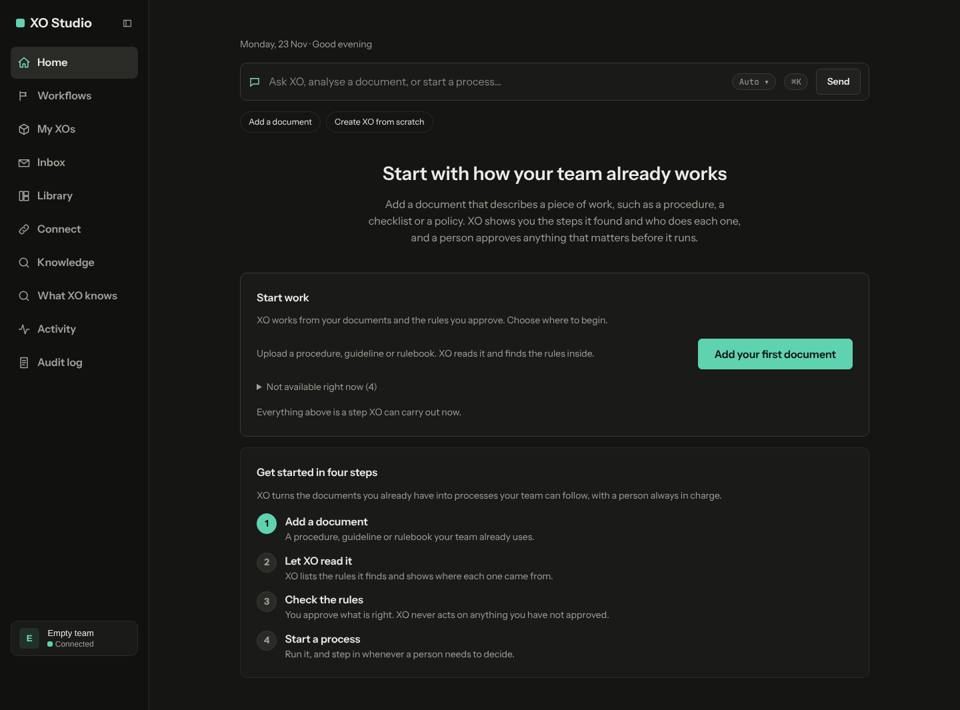 XO Studio
Home
Workflows
My XOs
Inbox
Library
Connect
Knowledge
What XO knows
Activity
Audit log
E
Empty team
Connected
Monday, 23 Nov · Good evening
Ask XO, analyse a document, or start a process...
Auto ▾
⌘K
Send
Add a document
Create XO from scratch
Start with how your team already works
Add a document that describes a piece of work, such as a procedure, a
checklist or a policy. XO shows you the steps it found and who does each one,
and a person approves anything that matters before it runs.
Start work
XO works from your documents and the rules you approve. Choose where to begin.
Upload a procedure, guideline or rulebook. XO reads it and finds the rules inside.
Add your first document
▶ Not available right now (4)
Everything above is a step XO can carry out now.
Get started in four steps
XO turns the documents you already have into processes your team can follow, with a person always in charge.
1
Add a document
A procedure, guideline or rulebook your team already uses.
2
Let XO read it
XO lists the rules it finds and shows where each one came from.
3
Check the rules
You approve what is right. XO never acts on anything you have not approved.
4
Start a process
Run it, and step in whenever a person needs to decide.